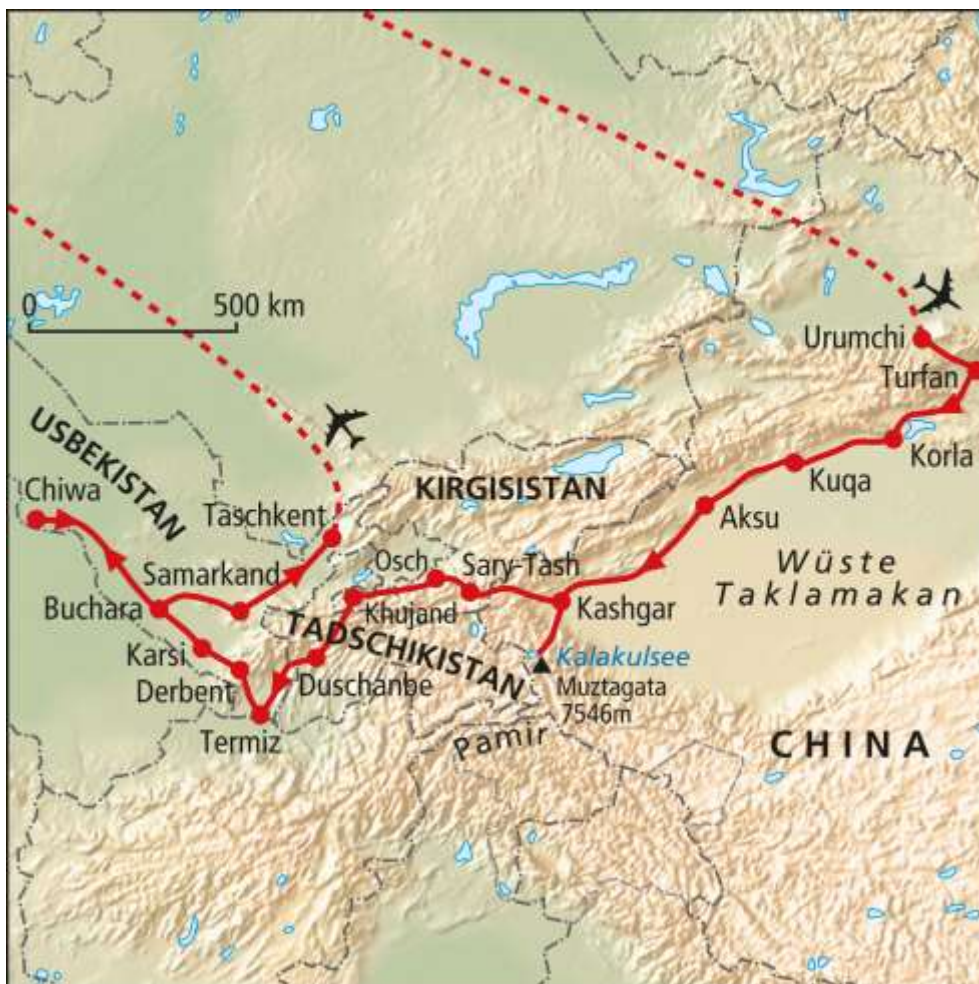 0 500 km
Urumchi
Turfan
USBEKISTAN
Korla
Chiwa
KIRGISISTAN
Kuqa
Taschkent
Aksu
Osch
Sary-Tash
Wüste
Taklamakan
Samarkand
Buchara
Khujand
Kashgar
TADSCHIKISTAN
Karsi
Kalakulsee
Derbent
Duschanbe
Muztagata
7546m
Termiz
Pamir
CHINA